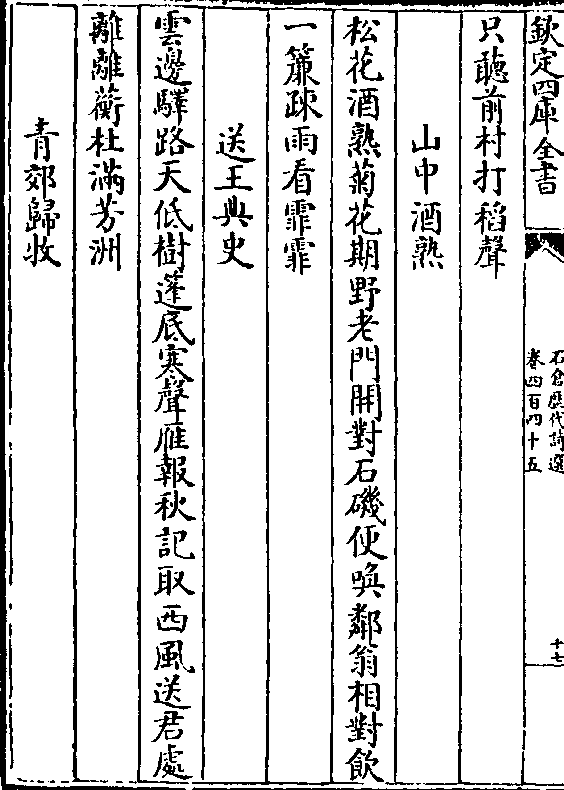 欽定四庫全書
石倉歷代詩選
卷四百四十五
十七
只聽前村打稻聲
山中酒熟
松花酒熟菊花期野老門開對石磯便喚鄰翁相對飲
一簾疎雨看霏霏
送王典史
雲邊驛路天低樹蓬底寒聲雁報秋記取西風送君處
離離蘅杜滿芳洲
青郊歸牧